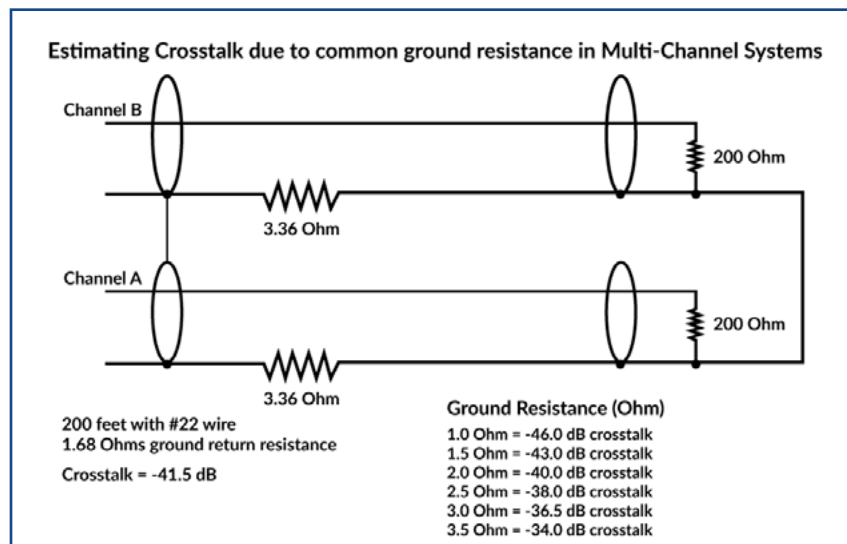 Estimating Crosstalk due to common ground resistance in Multi-Channel Systems
Channel B
200 Ohm
3.36 Ohm
Channel A
200 Ohm
3.36 Ohm
200 feet with #22 wire
1.68 Ohms ground return resistance
Crosstalk = -41.5 dB
Ground Resistance (Ohm)
1.0 Ohm = -46.0 dB crosstalk
1.5 Ohm = -43.0 dB crosstalk
2.0 Ohm = -40.0 dB crosstalk
2.5 Ohm = -38.0 dB crosstalk
3.0 Ohm = -36.5 dB crosstalk
3.5 Ohm = -34.0 dB crosstalk